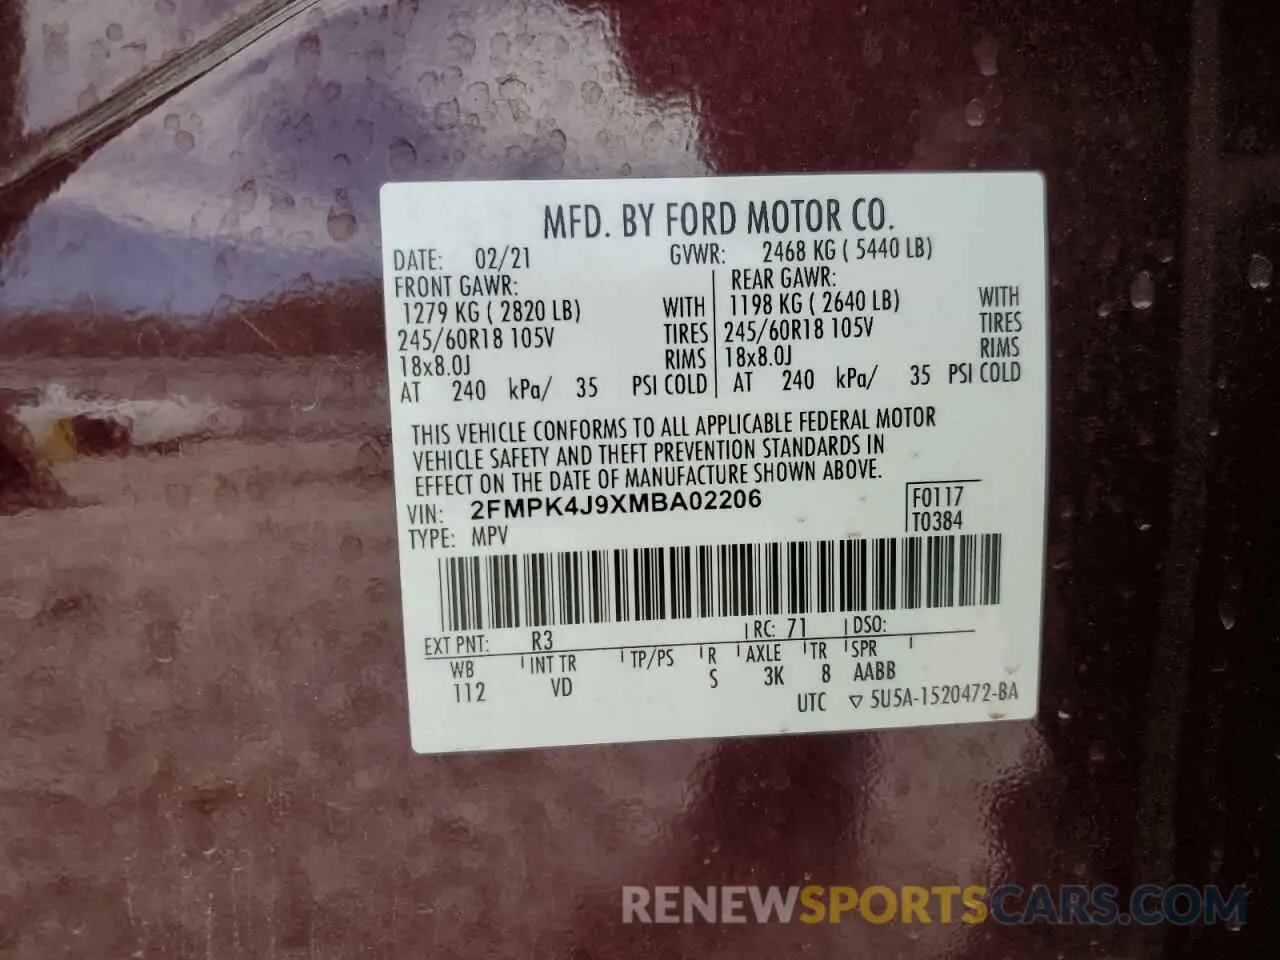 MFD. BY FORD MOTOR CO.
DATE: 02/21 GVWR: 2468 KG ( 5440 LB)
FRONT GAWR: REAR GAWR:
1279 KG ( 2820 LB) WITH 1198 KG ( 2640 LB) WITH
245/60R18 105V TIRES 245/60R18 105V TIRES
18x8.0J RIMS 18x8.0J RIMS
AT 240 kPa/ 35 PSI COLD AT 240 kPa/ 35 PSI COLD
THIS VEHICLE CONFORMS TO ALL APPLICABLE FEDERAL MOTOR
VEHICLE SAFETY AND THEFT PREVENTION STANDARDS IN
EFFECT ON THE DATE OF MANUFACTURE SHOWN ABOVE.
VIN: 2FMPK4J9XMBA02206 F0117
TYPE: MPV T0384
EXT PNT: R3 RC: 71 DSO:
WB INT TR TP/PS R AXLE TR SPR
112 VD S 3K 8 AABB
UTC ▽ 5U5A-1520472-BA
RENEWSPORTSCARS.COM